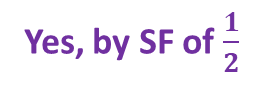 Yes, by SF of 1/2